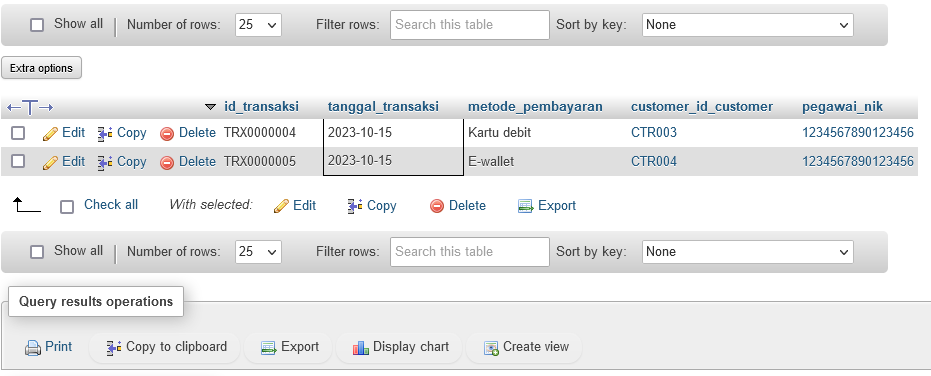 Show all Number of rows: 25 Filter rows: Search this table Sort by key: None
Extra options
id_transaksi tanggal_transaksi metode_pembayaran customer_id_customer pegawai_nik
Edit Copy Delete TRX0000004 2023-10-15 Kartu debit CTR003 1234567890123456
Edit Copy Delete TRX0000005 2023-10-15 E-wallet CTR004 1234567890123456
Check all With selected: Edit Copy Delete Export
Show all Number of rows: 25 Filter rows: Search this table Sort by key: None
Query results operations
Print Copy to clipboard Export Display chart Create view